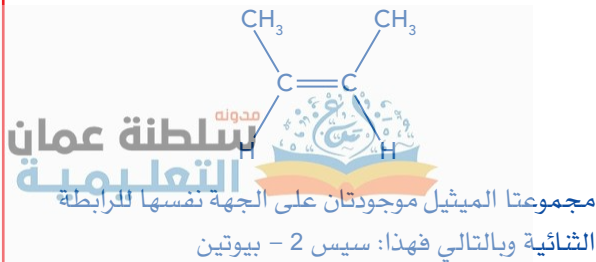 CH₃ CH₃
C=C
مدونه
سلطنة عمان
H H
التعليمية
مجموعتا الميثيل موجودتان على الجهة نفسها للرابطة
الثنائية وبالتالي فهذا: سيس 2 – بيوتين